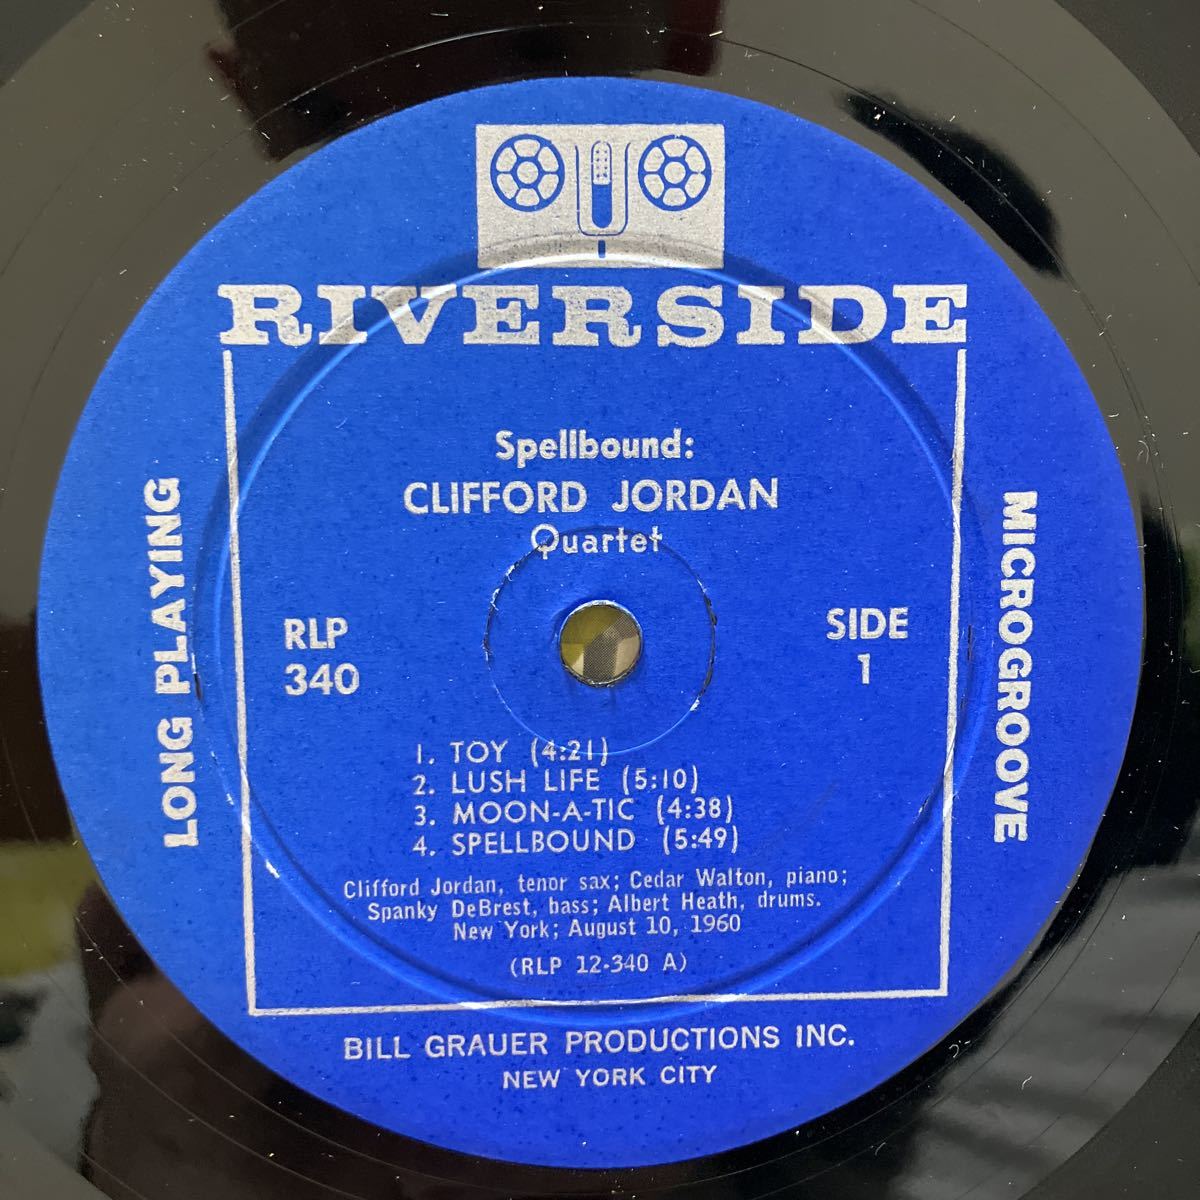 RIVERSIDE
Spellbound:
CLIFFORD JORDAN
Quartet
LONG PLAYING
MICROGROOVE
RLP
340
SIDE
1
1. TOY (4:21)
2. LUSH LIFE (5:10)
3. MOON-A-TIC (4:38)
4. SPELLBOUND (5:49)
Clifford Jordan, tenor sax; Cedar Walton, piano;
Spanky DeBrest, bass; Albert Heath, drums.
New York; August 10, 1960
(RLP 12-340 A)
BILL GRAUER PRODUCTIONS INC.
NEW YORK CITY